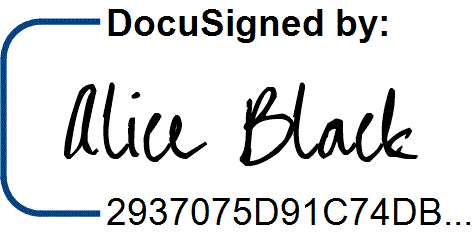 DocuSigned by:
Alice Black
2937075D91C74DB...